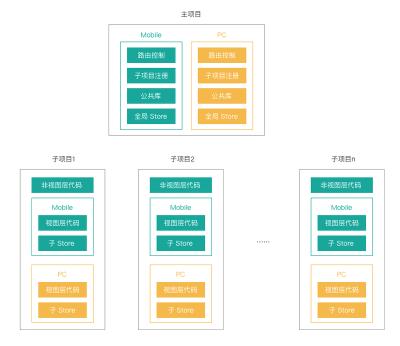 主项目
Mobile
PC
路由控制
路由控制
子项目注册
子项目注册
公共库
公共库
全局 Store
全局 Store
子项目1
子项目2
子项目n
非视图层代码
非视图层代码
非视图层代码
Mobile
Mobile
Mobile
视图层代码
视图层代码
视图层代码
子 Store
子 Store
……
子 Store
PC
PC
PC
视图层代码
视图层代码
视图层代码
子 Store
子 Store
子 Store